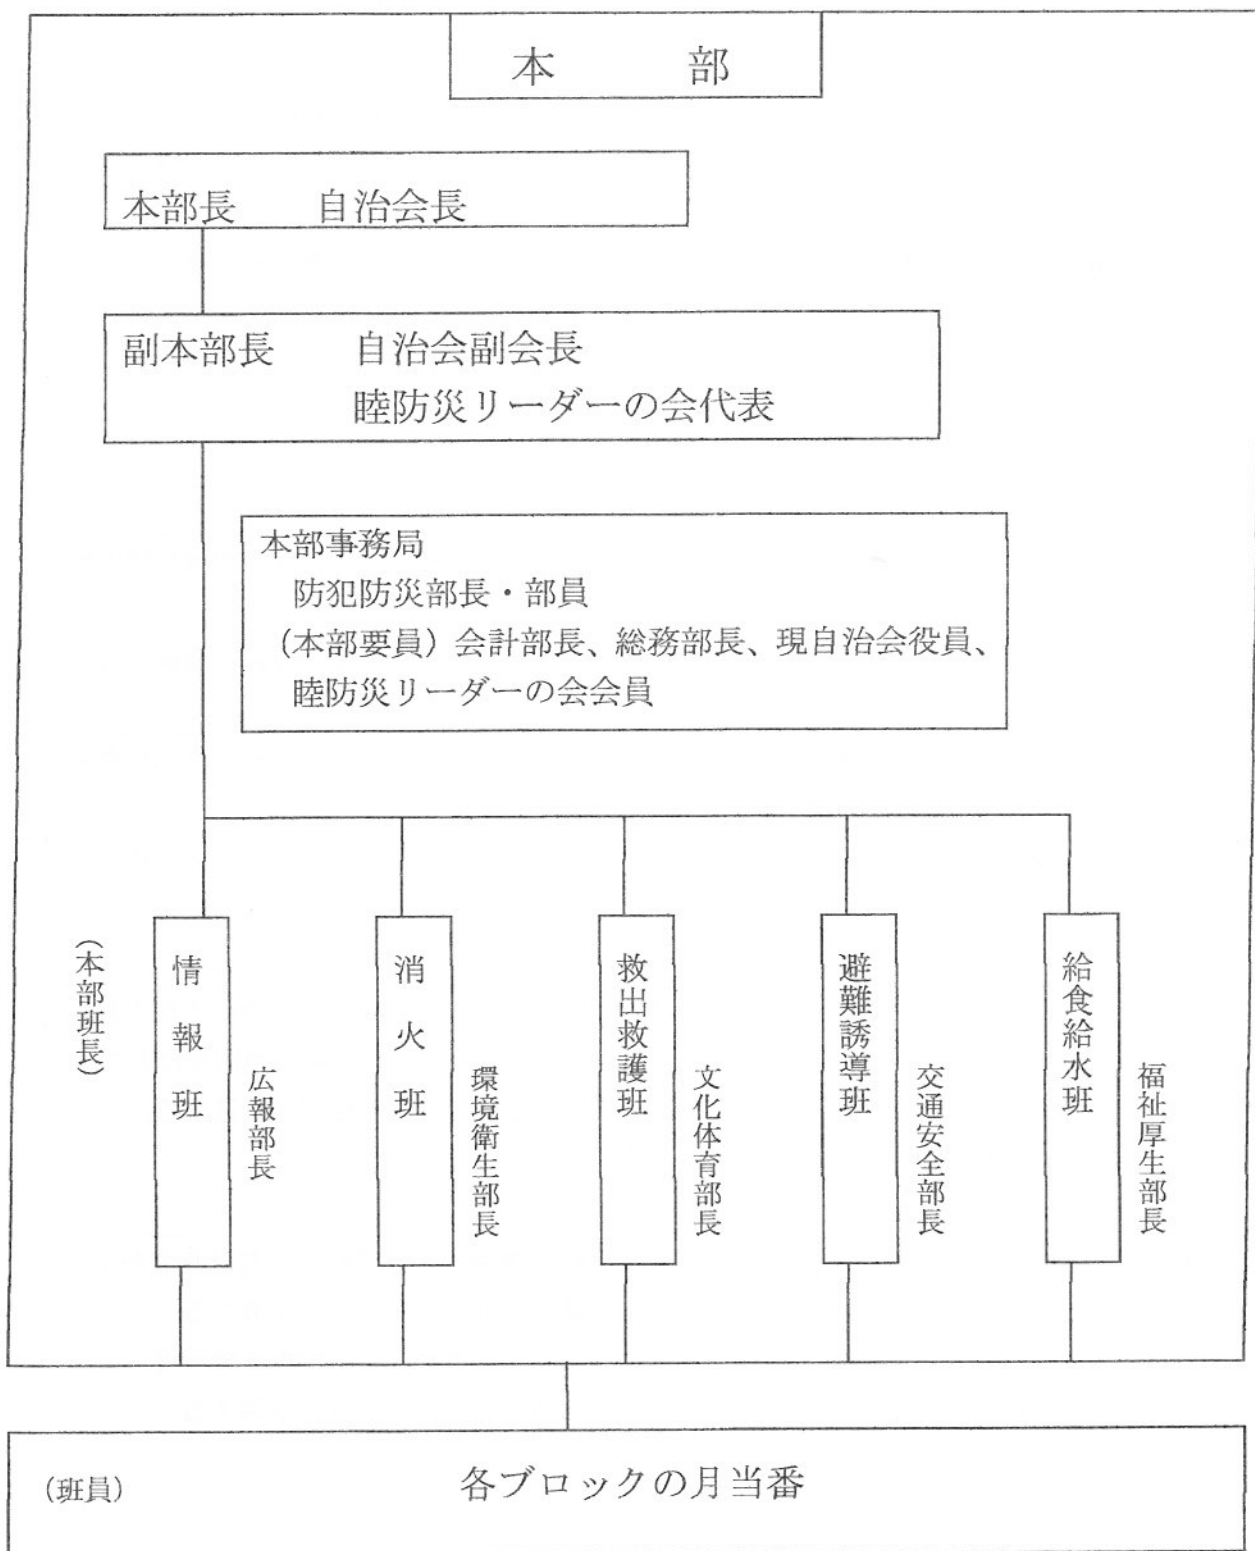 本　　部
本部長　　自治会長
副本部長　　自治会副会長
睦防災リーダーの会代表
本部事務局
防犯防災部長・部員
（本部要員）会計部長、総務部長、現自治会役員、
睦防災リーダーの会会員
（本部班長）
情報班
広報部長
消火班
環境衛生部長
救出救護班
文化体育部長
避難誘導班
交通安全部長
給食給水班
福祉厚生部長
（班員）　　各ブロックの月当番